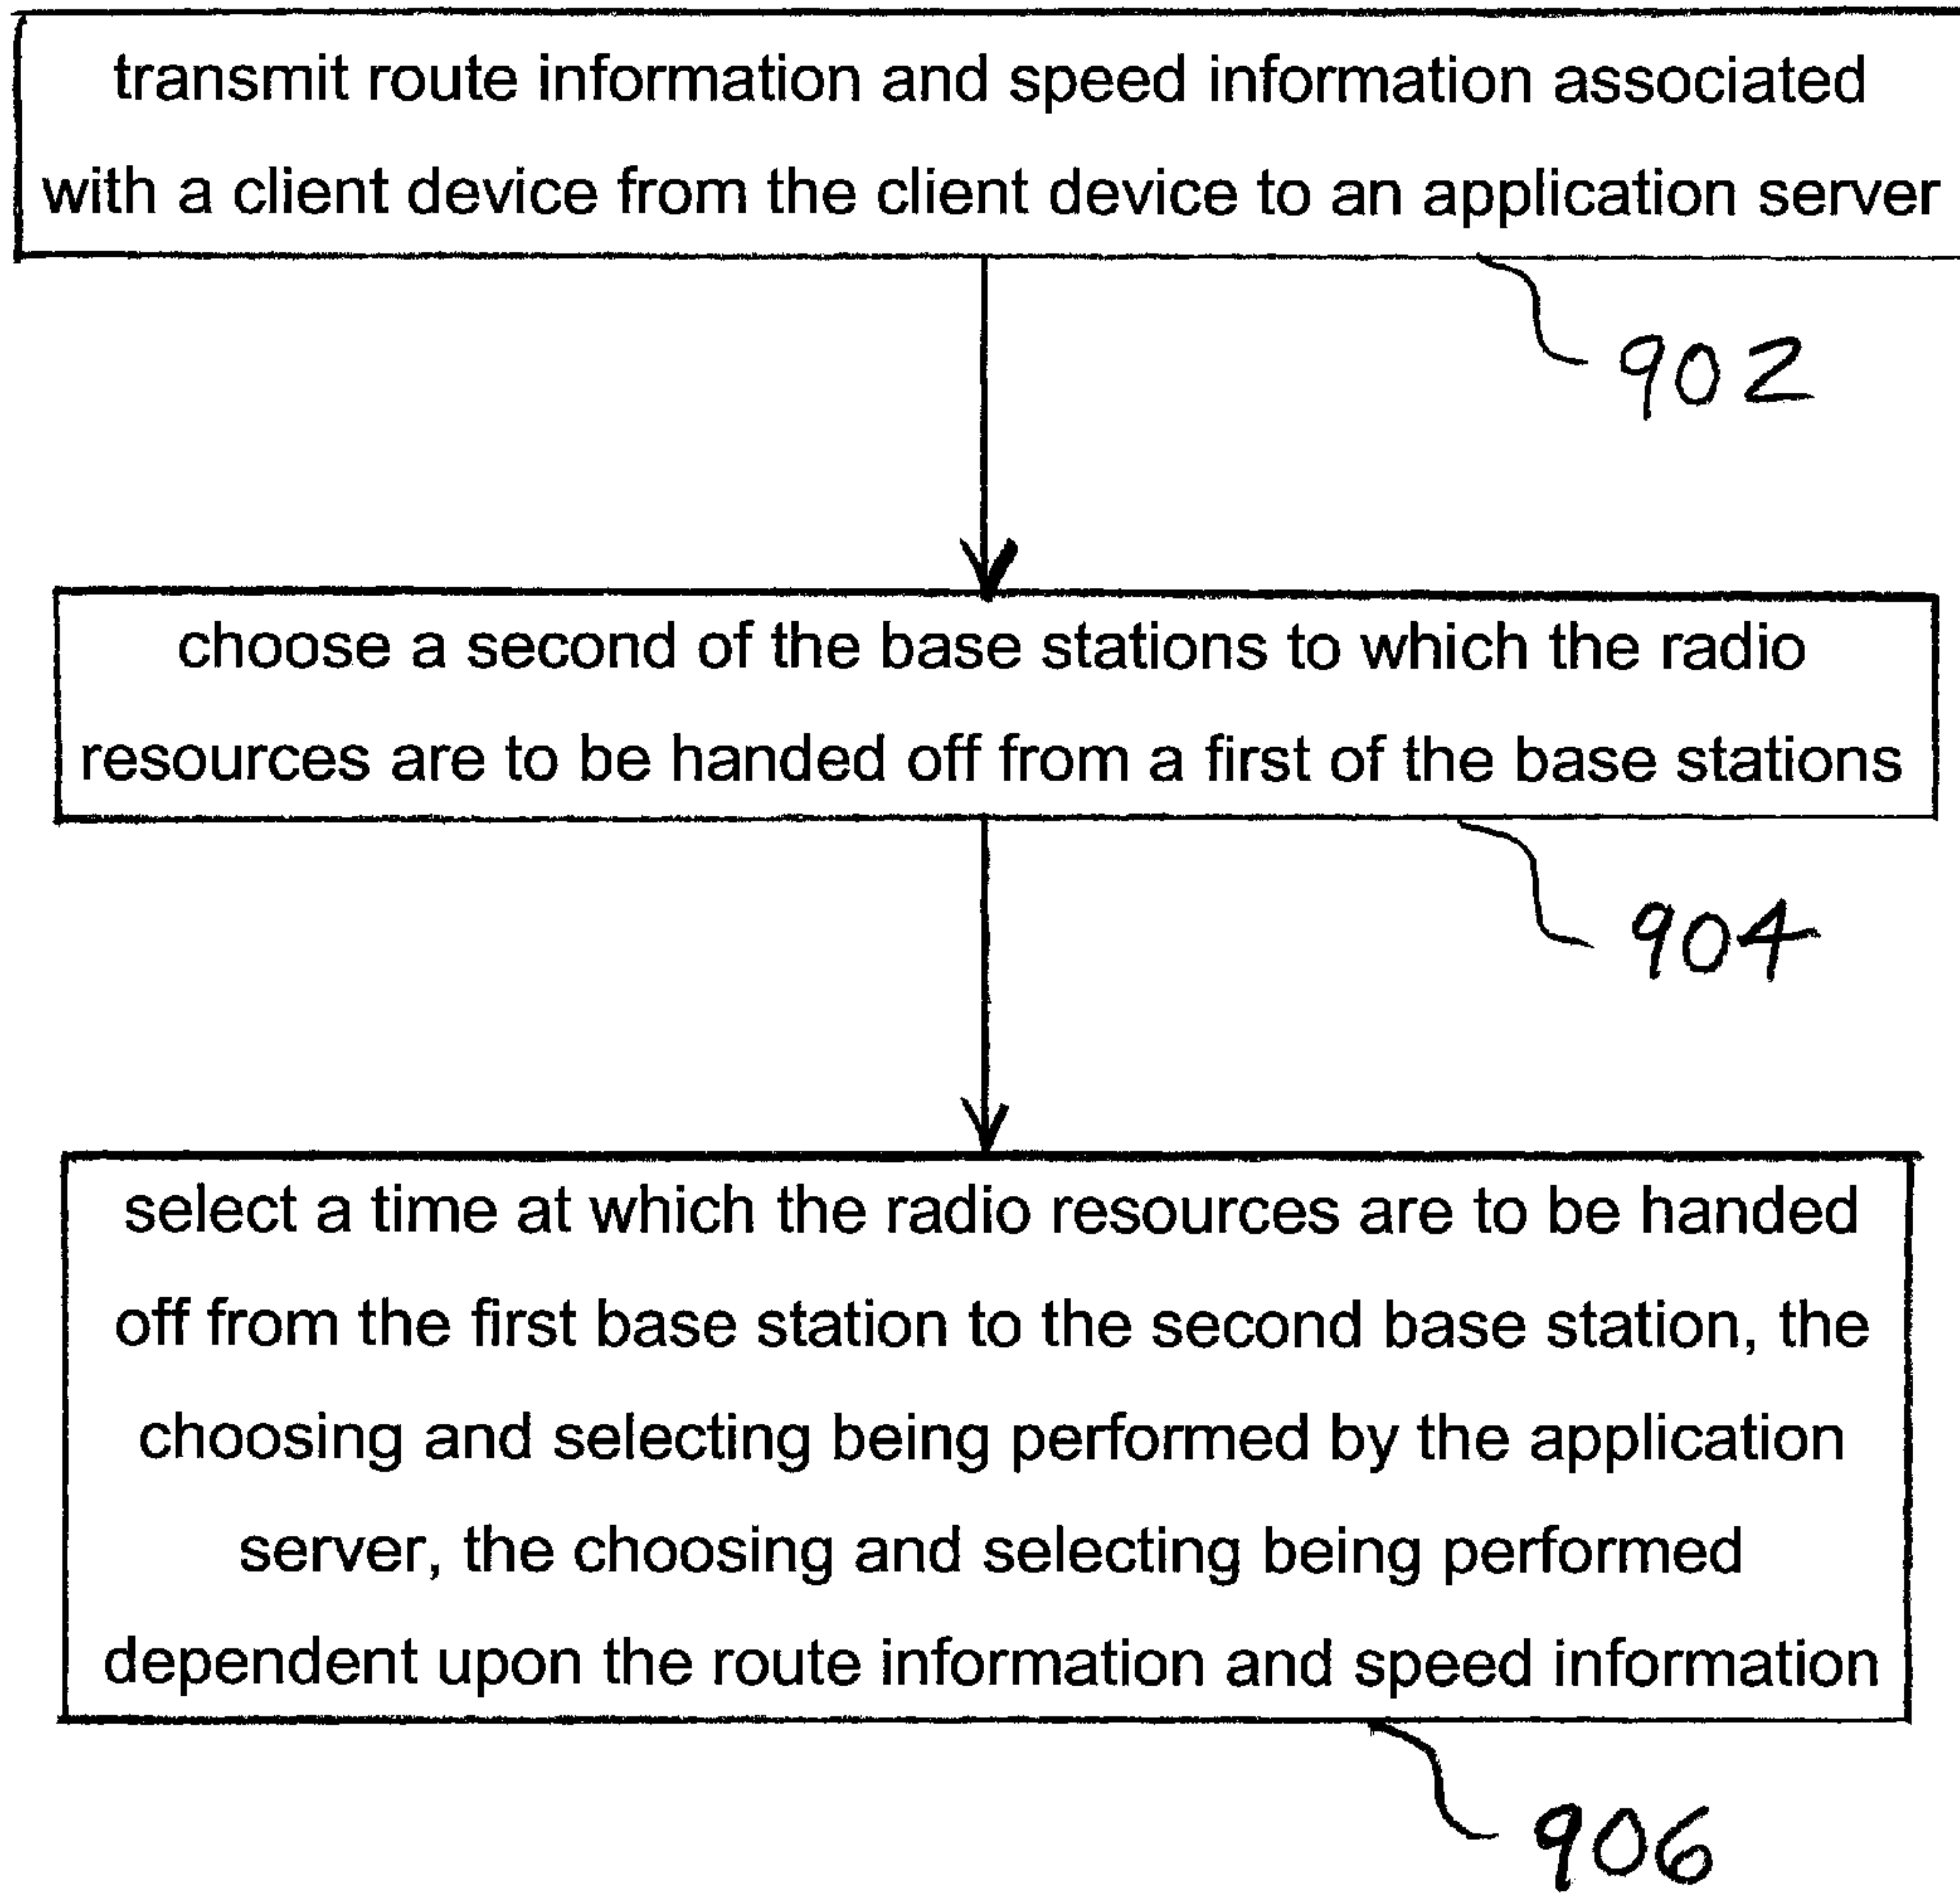 transmit route information and speed information associated
with a client device from the client device to an application server
902
choose a second of the base stations to which the radio
resources are to be handed off from a first of the base stations
904
select a time at which the radio resources are to be handed
off from the first base station to the second base station, the
choosing and selecting being performed by the application
server, the choosing and selecting being performed
dependent upon the route information and speed information
906